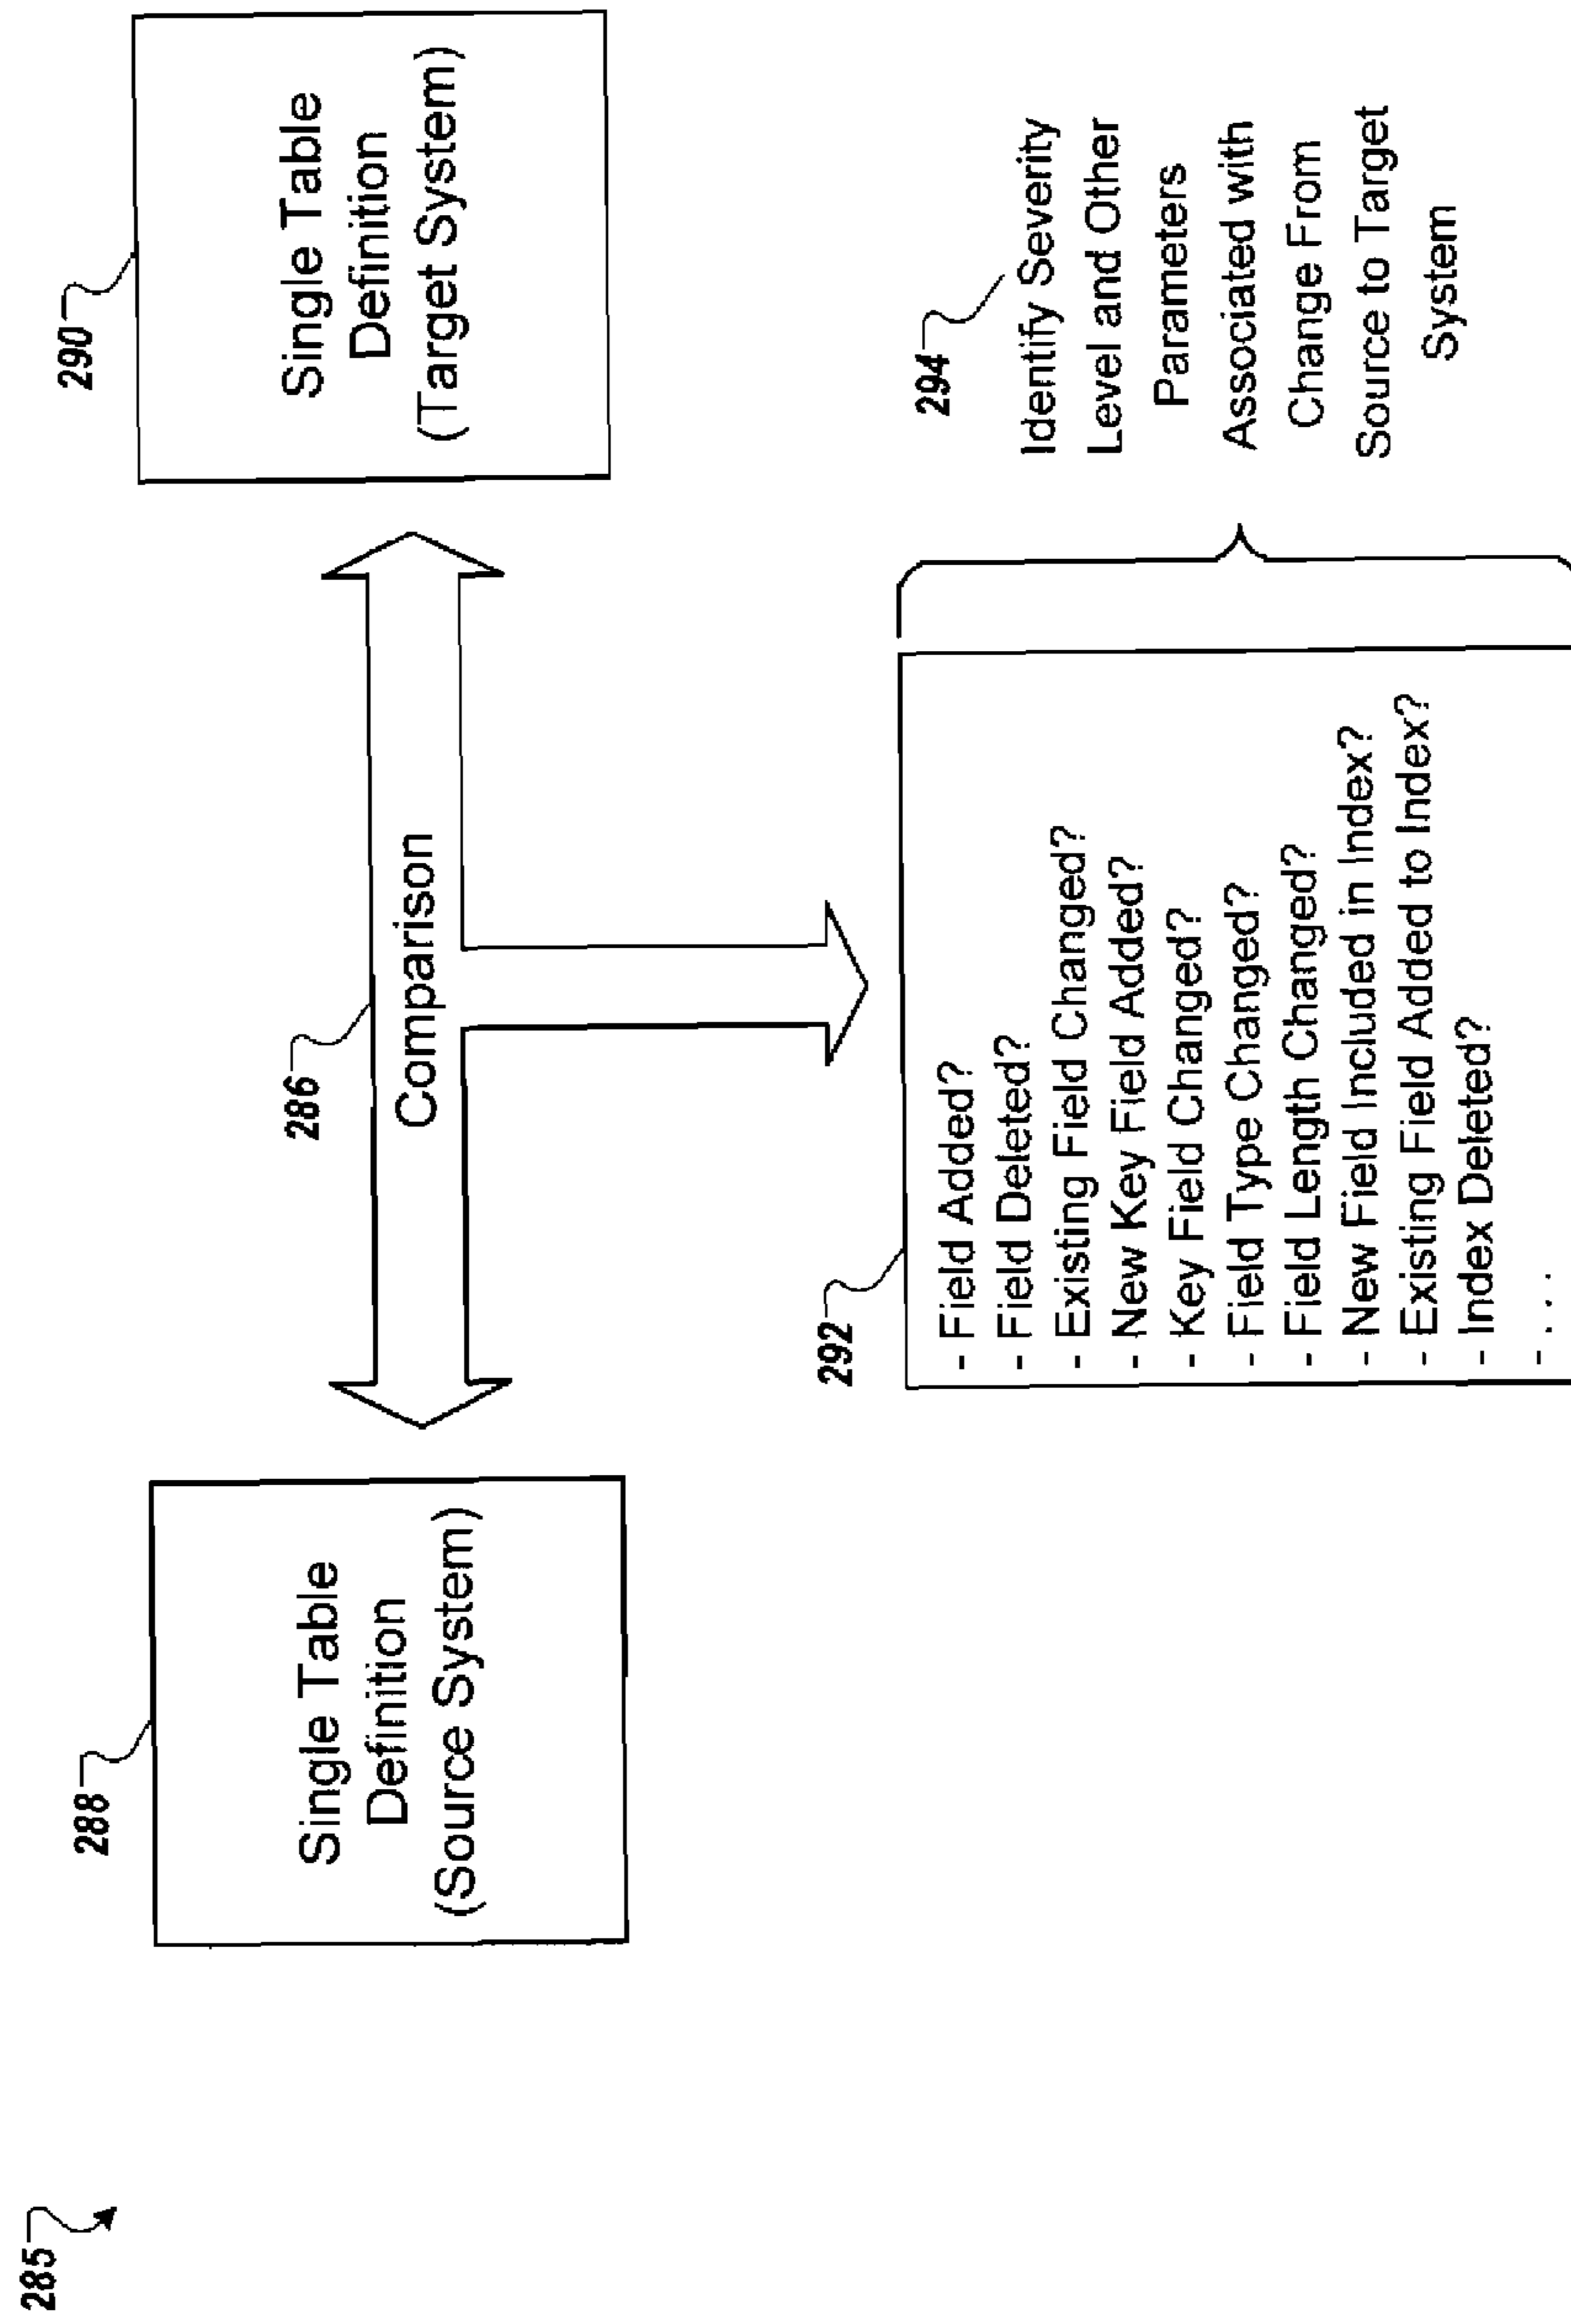 285
288
Single Table
Definition
(Source System)
286
Comparison
290
Single Table
Definition
(Target System)
292
- Field Added?
- Field Deleted?
- Existing Field Changed?
- New Key Field Added?
- Key Field Changed?
- Field Type Changed?
- Field Length Changed?
- New Field Included in Index?
- Existing Field Added to Index?
- Index Deleted?
- ...
294
Identify Severity
Level and Other
Parameters
Associated with
Change From
Source to Target
System